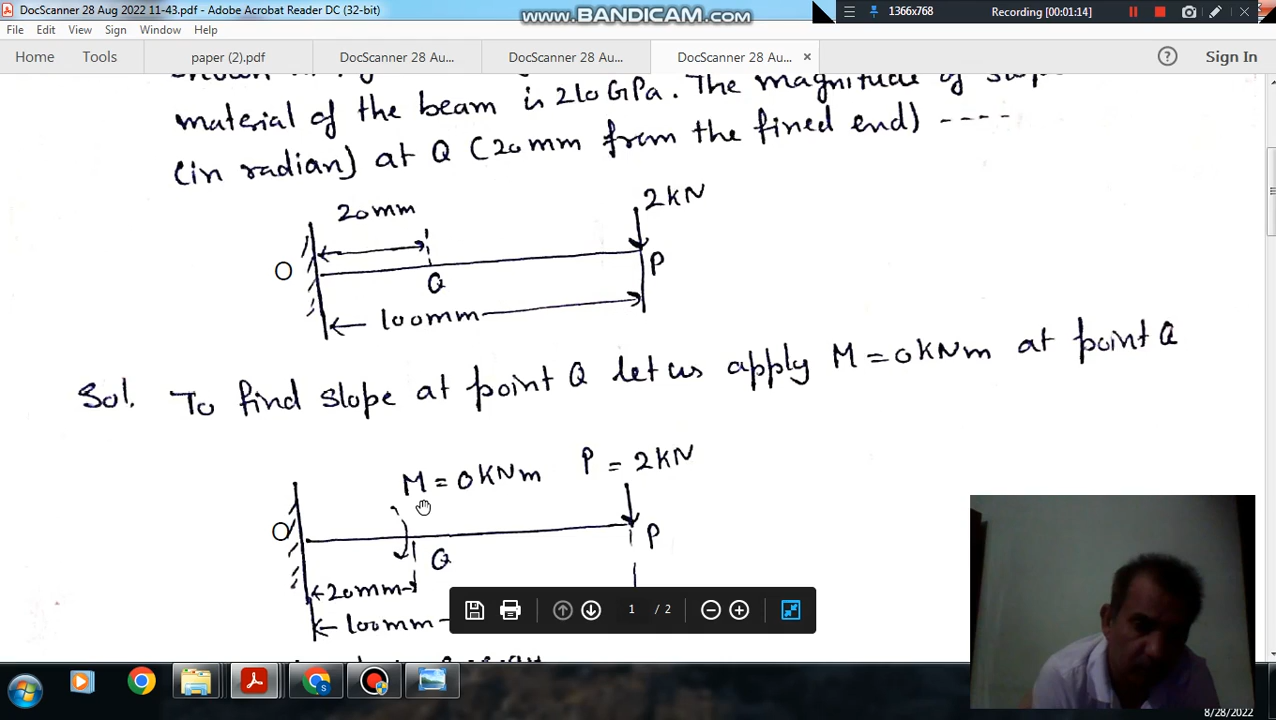 DocScanner 28 Aug 2022 11-43.pdf - Adobe Acrobat Reader DC (32-bit)
www.BANDICAM.com
1366x768
Recording [00:01:14]
File Edit View Sign Window Help
Home Tools paper (2).pdf DocScanner 28 Au... DocScanner 28 Au... DocScanner 28 Au... × Sign In
material of the beam is 210 GPa. The magnitude of
(in radian) at Q (20mm from the fined end) ----
20mm
2kN
O
Q
P
100mm
Sol. To find slope at point Q let us apply M=0kNm at point Q
M=0kNm P = 2kN
O
Q
P
20mm
100mm
1 / 2
8/28/2022